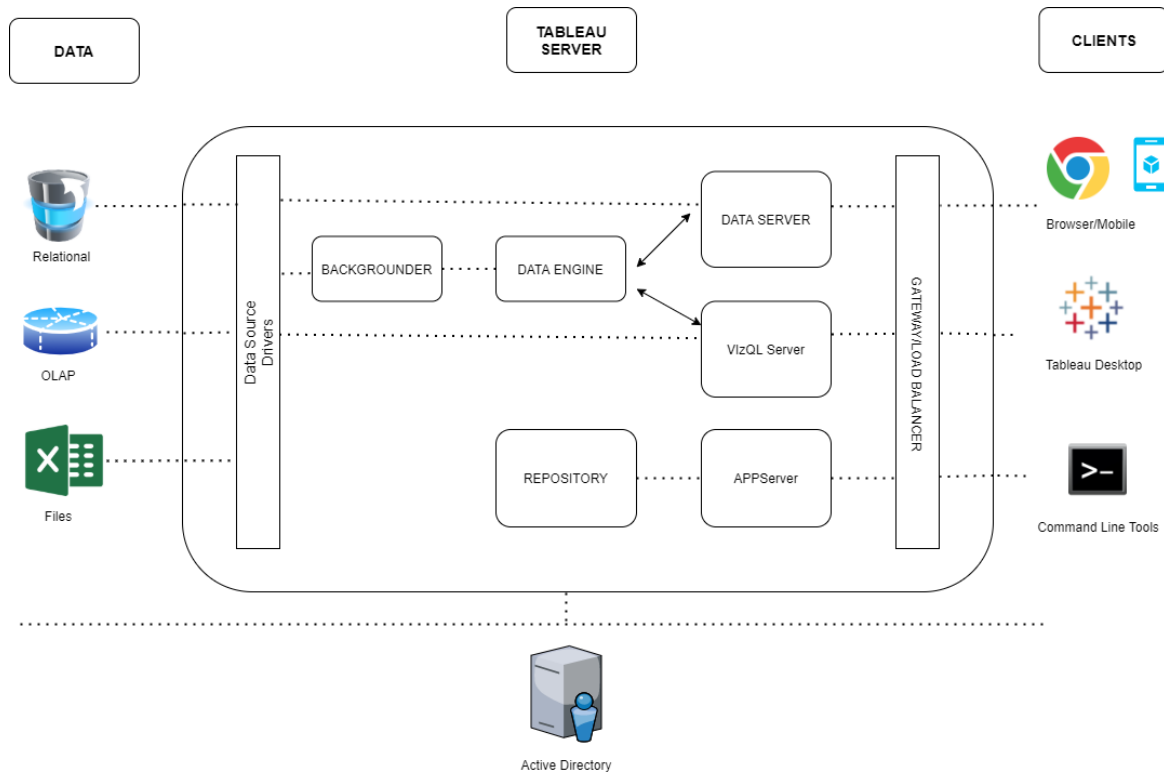 DATA
TABLEAU
SERVER
CLIENTS
Relational
OLAP
Files
Data Source
Drivers
BACKGROUNDER
DATA ENGINE
DATA SERVER
VIzQL Server
REPOSITORY
APPServer
GATEWAY/LOAD BALANCER
Browser/Mobile
Tableau Desktop
>-
Command Line Tools
Active Directory
X